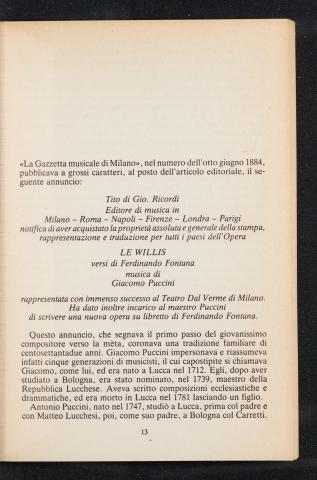 «La Gazzetta musicale di Milano», nel numero dell'otto giugno 1884,
pubblicava a grossi caratteri, al posto dell'articolo editoriale, il se-
guente annuncio:
Tito di Gio. Ricordi
Editore di musica in
Milano – Roma – Napoli – Firenze – Londra – Parigi
notifica di aver acquistato la proprietà assoluta e generale della stampa,
rappresentazione e traduzione per tutti i paesi dell'Opera
LE WILLIS
versi di Ferdinando Fontana
musica di
Giacomo Puccini
rappresentata con immenso successo al Teatro Dal Verme di Milano.
Ha dato inoltre incarico al maestro Puccini
di scrivere una nuova opera su libretto di Ferdinando Fontana.
Questo annuncio, che segnava il primo passo del giovanissimo
compositore verso la mèta, coronava una tradizione familiare di
centosettantadue anni. Giacomo Puccini impersonava e riassumeva
infatti cinque generazioni di musicisti, il cui capostipite si chiamava
Giacomo, come lui, ed era nato a Lucca nel 1712. Egli, dopo aver
studiato a Bologna, era stato nominato, nel 1739, maestro della
Repubblica Lucchese. Aveva scritto composizioni ecclesiastiche e
drammatiche, ed era morto in Lucca nel 1781 lasciando un figlio.
Antonio Puccini, nato nel 1747, studiò a Lucca, prima col padre e
con Matteo Lucchesi, poi, come suo padre, a Bologna col Carretti.
13